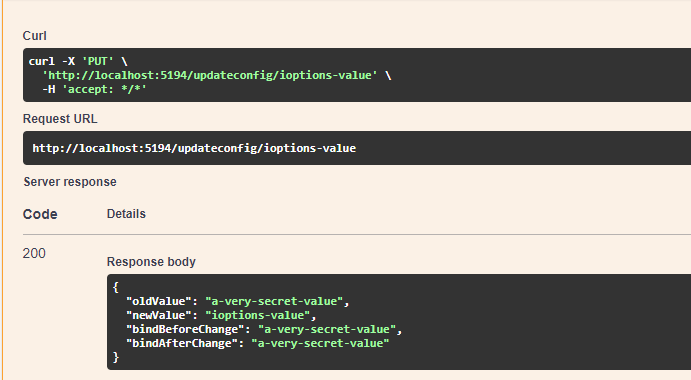 Curl
curl -X 'PUT' \
'http://localhost:5194/updateconfig/ioptions-value' \
-H 'accept: */*'
Request URL
http://localhost:5194/updateconfig/ioptions-value
Server response
Code Details
200
Response body
{
"oldValue": "a-very-secret-value",
"newValue": "ioptions-value",
"bindBeforeChange": "a-very-secret-value",
"bindAfterChange": "a-very-secret-value"
}